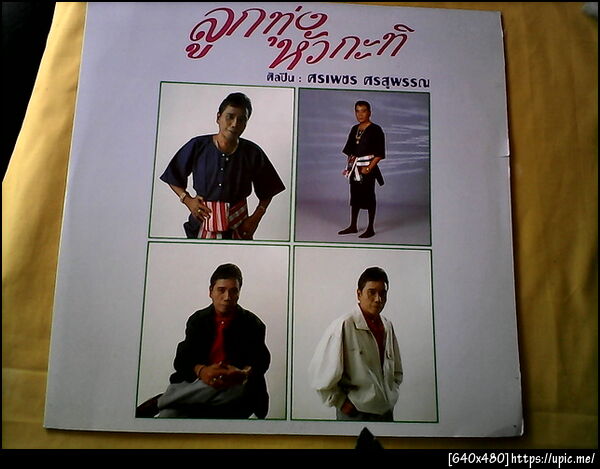 ลูกทุ่ง
หัวกะทิ
ศิลปิน : ศรเพชร ศรสุพรรณ
[640x480]https://upic.me/